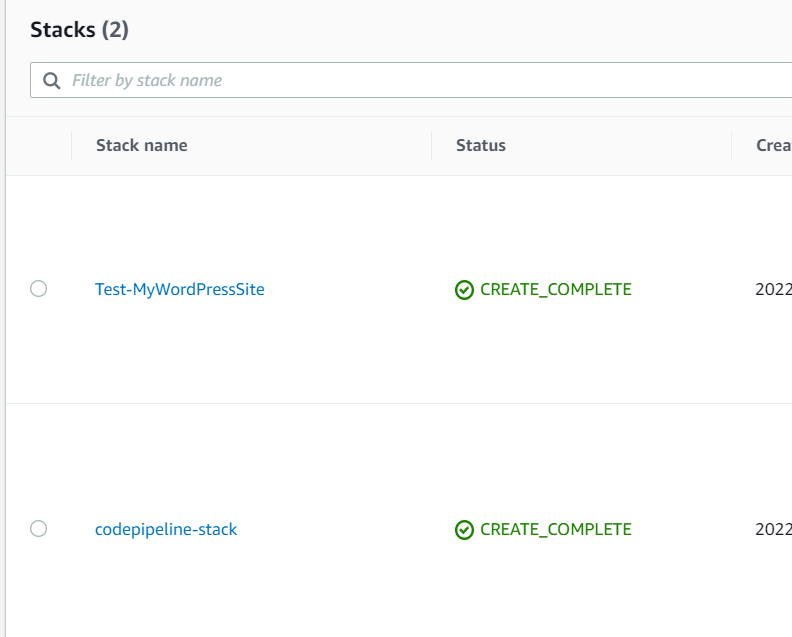 Stacks (2)
Filter by stack name
Stack name Status Crea
Test-MyWordPressSite CREATE_COMPLETE 2022
codepipeline-stack CREATE_COMPLETE 2022